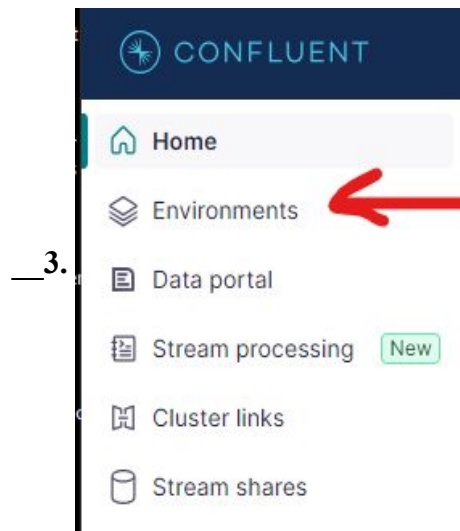 CONFLUENT
Home
Environments
__3.
Data portal
Stream processing New
Cluster links
Stream shares